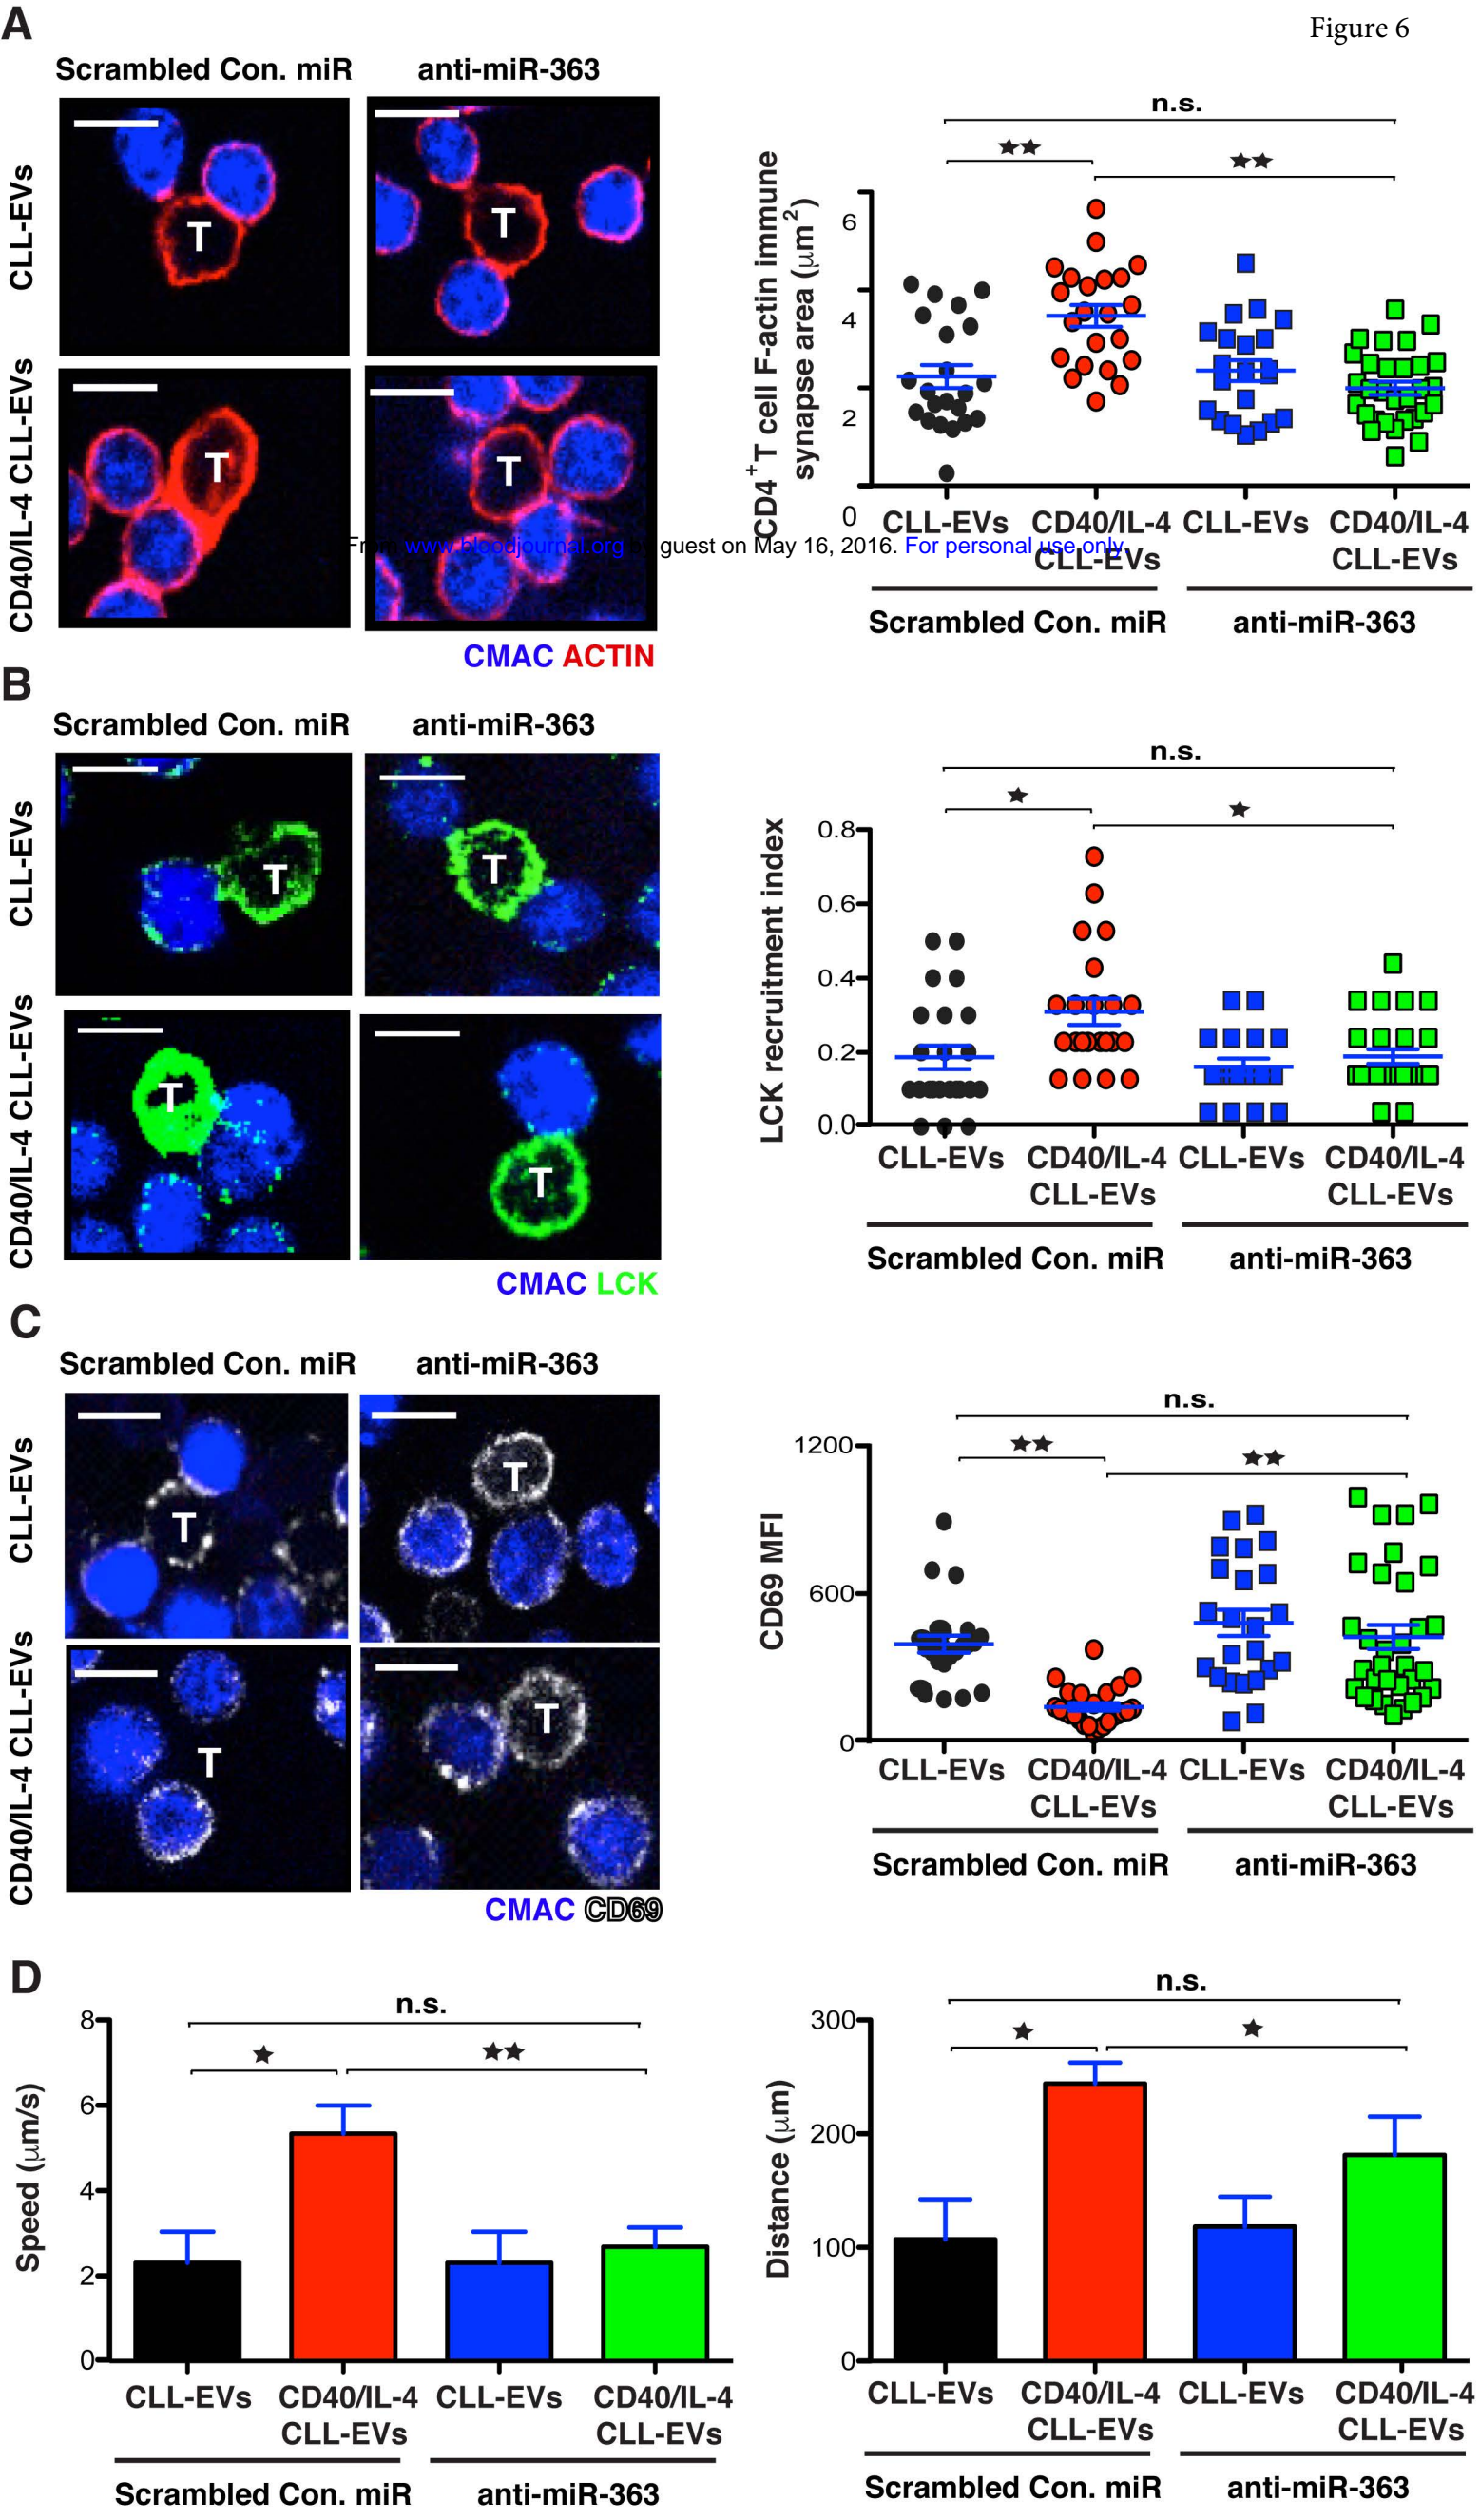 A
Figure 6
Scrambled Con. miR anti-miR-363
CLL-EVs
CD40/IL-4 CLL-EVs
T
T
T
T
CMAC ACTIN
n.s.
★★
★★
CD4+T cell F-actin immune
synapse area (μm2)
6
4
2
0
CLL-EVs CD40/IL-4 CLL-EVs CD40/IL-4
CLL-EVs CLL-EVs
Scrambled Con. miR anti-miR-363
From www.bloodjournal.org guest on May 16, 2016. For personal use only.
B
Scrambled Con. miR anti-miR-363
CLL-EVs
CD40/IL-4 CLL-EVs
T
T
T
T
CMAC LCK
n.s.
★
★
LCK recruitment index
0.8
0.6
0.4
0.2
0.0
CLL-EVs CD40/IL-4 CLL-EVs CD40/IL-4
CLL-EVs CLL-EVs
Scrambled Con. miR anti-miR-363
C
Scrambled Con. miR anti-miR-363
CLL-EVs
CD40/IL-4 CLL-EVs
T
T
T
T
CMAC CD69
n.s.
★★
★★
CD69 MFI
1200
600
0
CLL-EVs CD40/IL-4 CLL-EVs CD40/IL-4
CLL-EVs CLL-EVs
Scrambled Con. miR anti-miR-363
D
n.s.
★
★★
Speed (μm/s)
8
6
4
2
0
CLL-EVs CD40/IL-4 CLL-EVs CD40/IL-4
CLL-EVs CLL-EVs
Scrambled Con. miR anti-miR-363
n.s.
★
★
Distance (μm)
300
200
100
0
CLL-EVs CD40/IL-4 CLL-EVs CD40/IL-4
CLL-EVs CLL-EVs
Scrambled Con. miR anti-miR-363